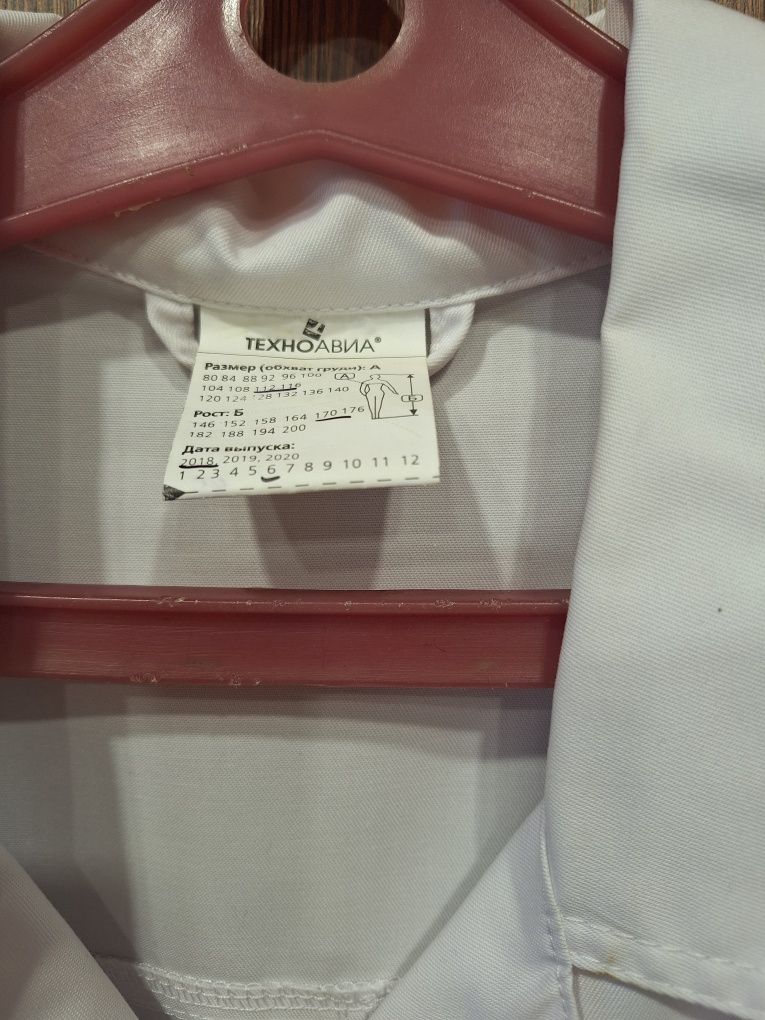 ТЕХНОАВИА®
Размер (обхват груди): А
80 84 88 92 96 100
104 108 112 116
120 124 128 132 136 140
А
Б
Рост: Б
146 152 158 164 170 176
182 188 194 200
Дата выпуска:
2018, 2019, 2020
1 2 3 4 5 6 7 8 9 10 11 12